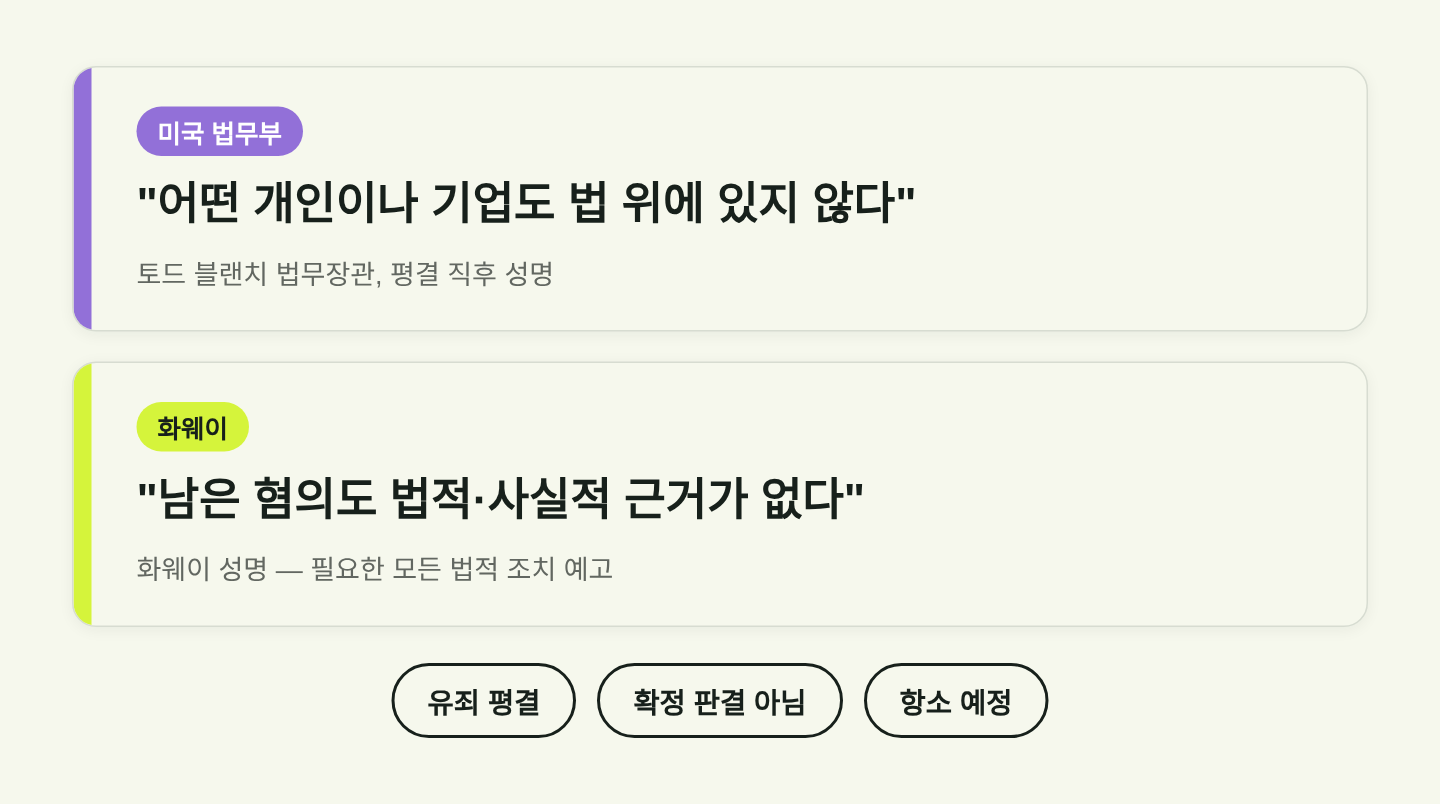 미국 법무부
"어떤 개인이나 기업도 법 위에 있지 않다"
토드 블랜치 법무장관, 평결 직후 성명
화웨이
"남은 혐의도 법적·사실적 근거가 없다"
화웨이 성명 — 필요한 모든 법적 조치 예고
유죄 평결
확정 판결 아님
항소 예정